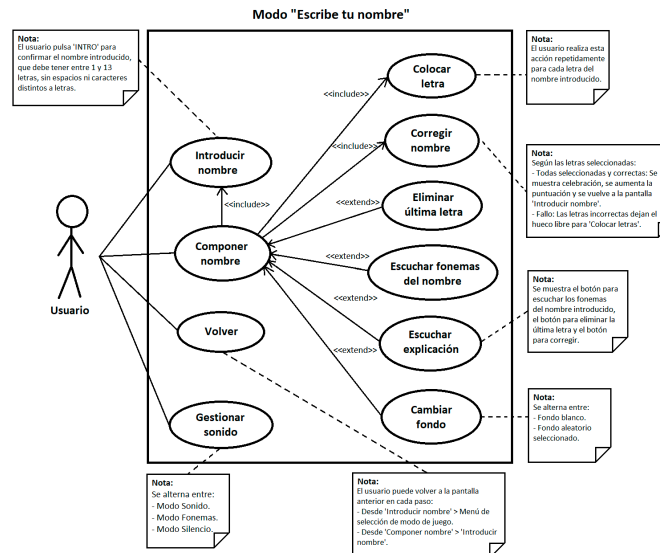 Modo "Escribe tu nombre"
Nota:
El usuario pulsa 'INTRO' para
confirmar el nombre introducido,
que debe tener entre 1 y 13
letras, sin espacios ni caracteres
distintos a letras.
Nota:
El usuario realiza esta
acción repetidamente
para cada letra del
nombre introducido.
Colocar
letra
<<include>>
Corregir
nombre
<<include>>
Introducir
nombre
Nota:
Según las letras seleccionadas:
- Todas seleccionadas y correctas: Se
muestra celebración, se aumenta la
puntuación y se vuelve a la pantalla
'Introducir nombre'.
- Fallo: Las letras incorrectas dejan el
hueco libre para 'Colocar letras'.
Eliminar
última letra
<<include>>
<<extend>>
Componer
nombre
<<extend>>
Escuchar fonemas
del nombre
Usuario
<<extend>>
Nota:
Se muestra el botón para
escuchar los fonemas
del nombre introducido,
el botón para eliminar la
última letra y el botón
para corregir.
Volver
Escuchar
explicación
<<extend>>
Gestionar
sonido
Cambiar
fondo
Nota:
Se alterna entre:
- Fondo blanco.
- Fondo aleatorio
seleccionado.
Nota:
Se alterna entre:
- Modo Sonido.
- Modo Fonemas.
- Modo Silencio.
Nota:
El usuario puede volver a la pantalla
anterior en cada paso:
- Desde 'Introducir nombre' > Menú de
selección de modo de juego.
- Desde 'Componer nombre' > 'Introducir
nombre'.